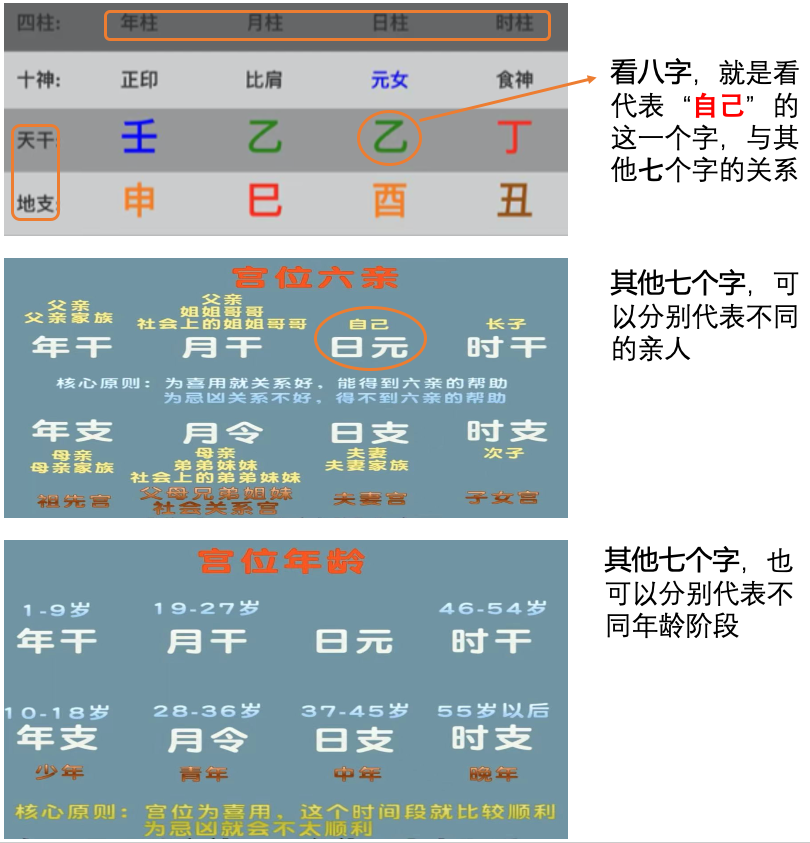 四柱: 年柱 月柱 日柱 时柱
十神: 正印 比肩 元女 食神
天干: 壬 乙 乙 丁
地支: 申 巳 酉 丑
看八字，就是看
代表“自己”的
这一个字，与其
他七个字的关系
宫位六亲
父亲
父亲家族
父亲
姐姐哥哥
社会上的姐姐哥哥
自己
长子
年干 月干 日元 时干
核心原则：为喜用就关系好，能得到六亲的帮助
为忌凶关系不好，得不到六亲的帮助
年支 月令 日支 时支
母亲
母亲家族
母亲
弟弟妹妹
社会上的弟弟妹妹
夫妻
夫妻家族
次子
祖先宫
父母兄弟姐妹
社会关系宫
夫妻宫
子女宫
其他七个字，可
以分别代表不同
的亲人
宫位年龄
1-9岁 19-27岁 46-54岁
年干 月干 日元 时干
10-18岁 28-36岁 37-45岁 55岁以后
年支 月令 日支 时支
少年 青年 中年 晚年
核心原则：宫位为喜用，这个时间段就比较顺利
为忌凶就会不太顺利
其他七个字，也
可以分别代表不
同年龄阶段